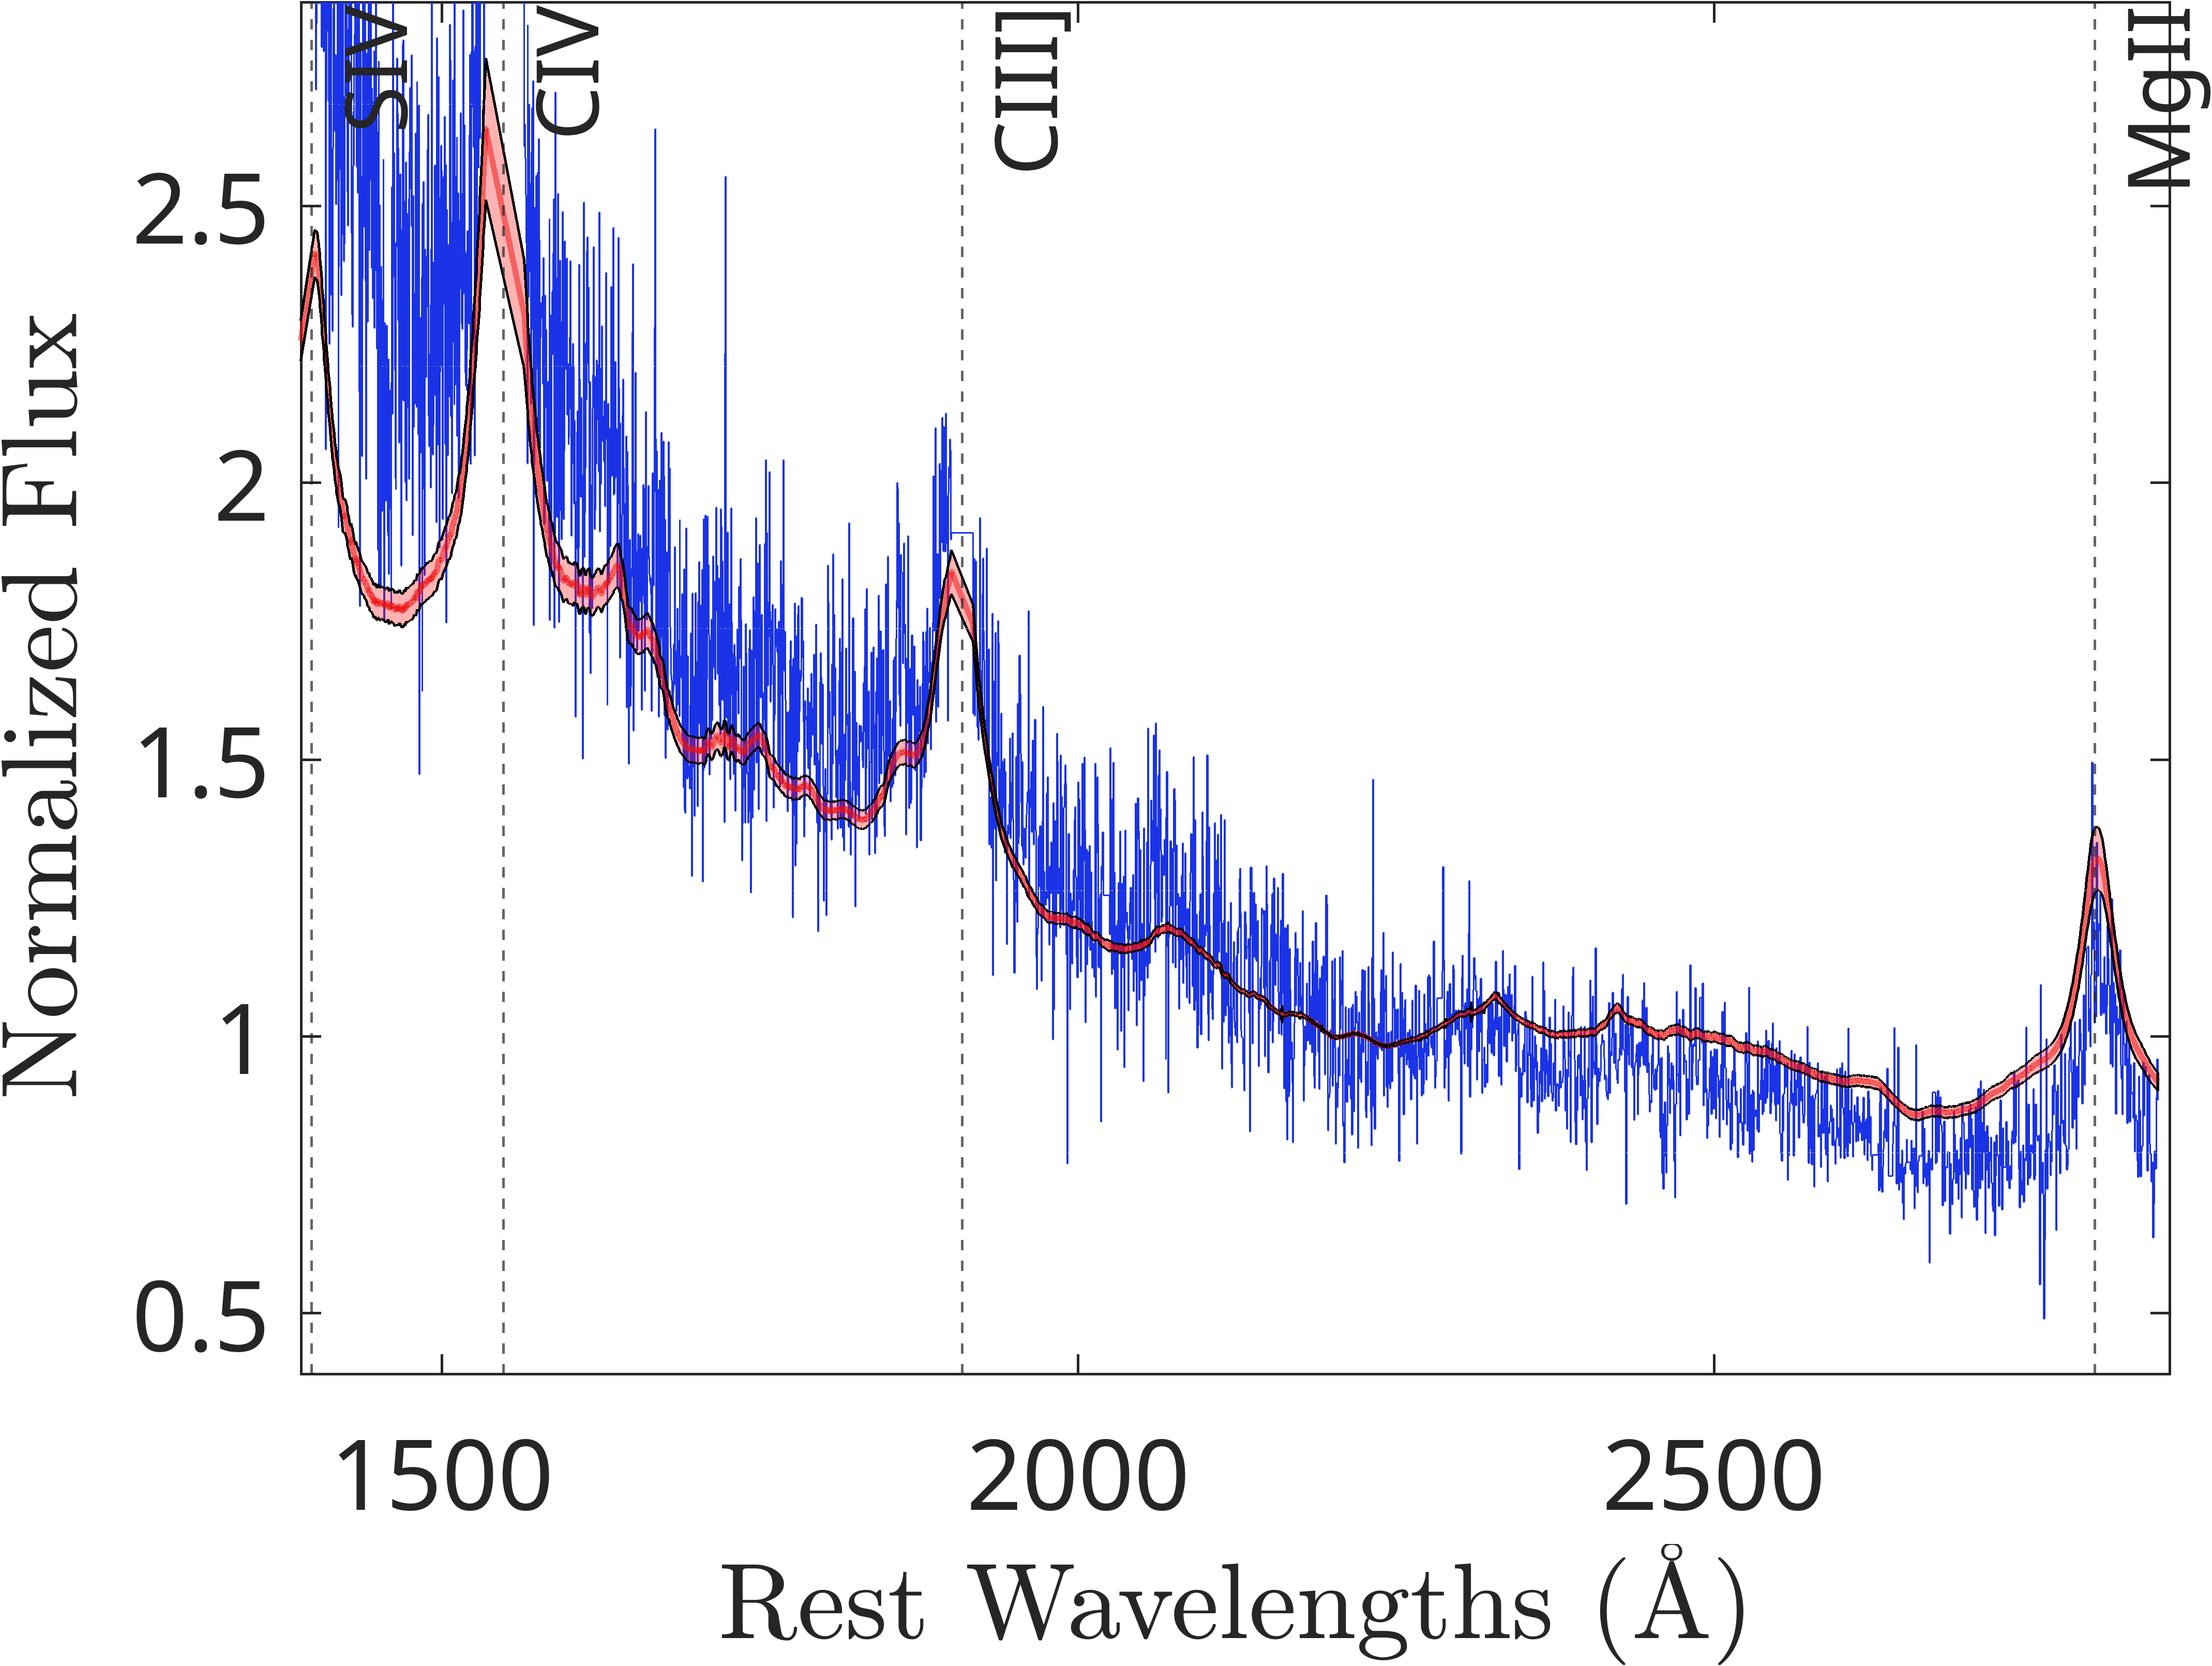 SIV
CIV
CIII]
MgII
2.5
2
1.5
1
0.5
Normalized Flux
1500
2000
2500
Rest Wavelengths (Å)